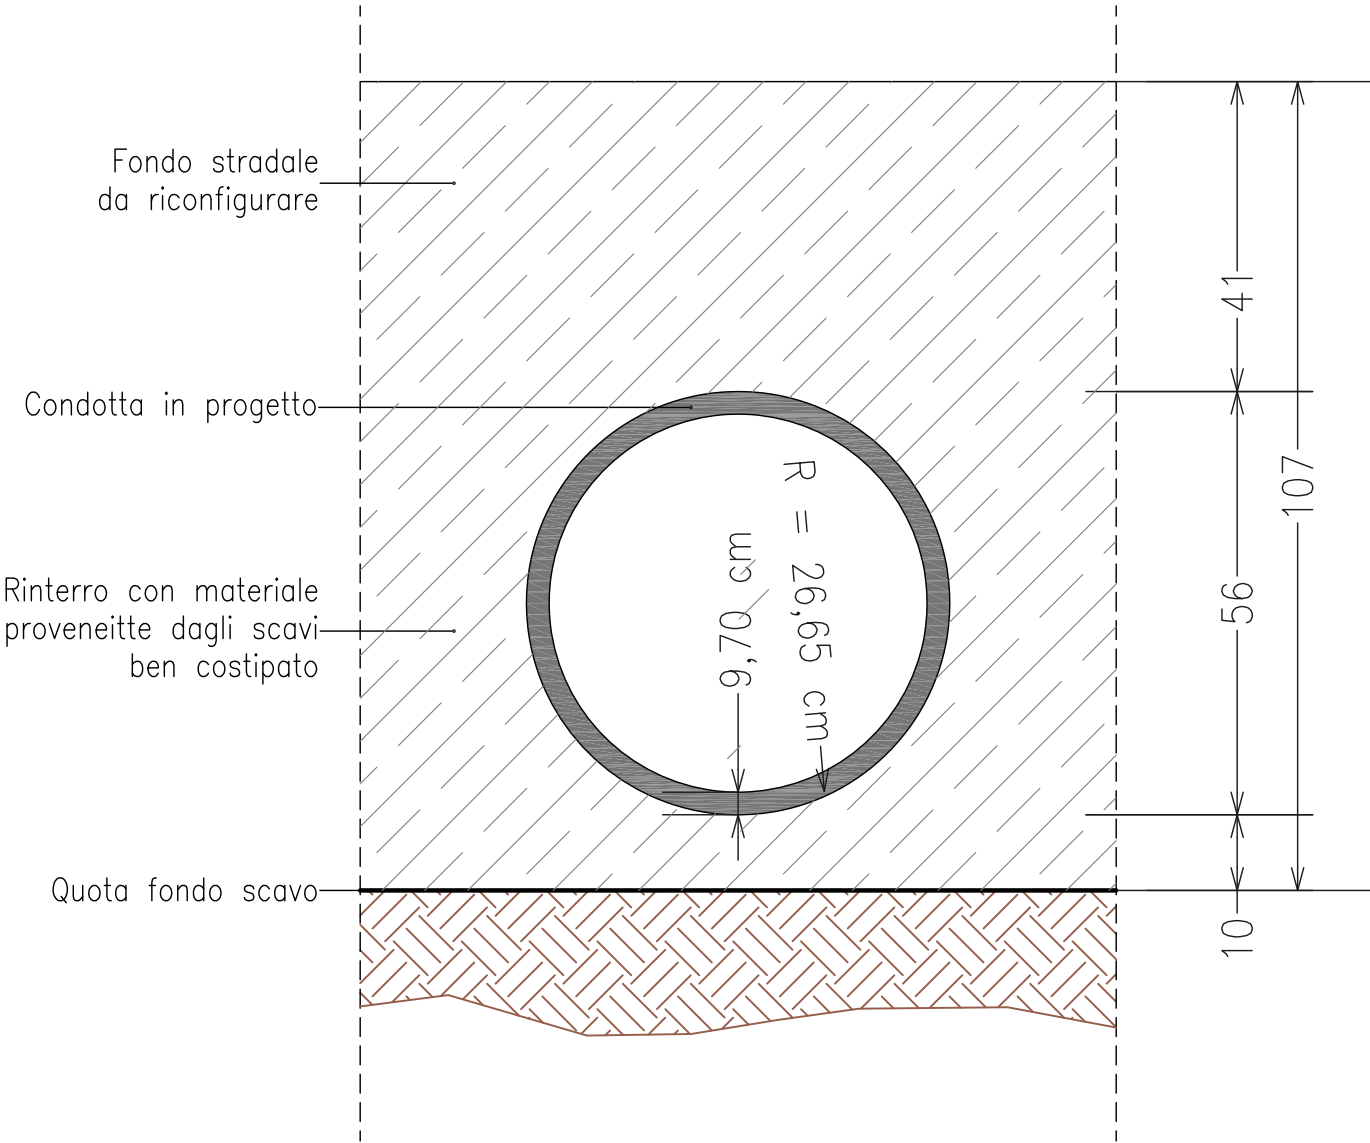 Fondo stradale
da riconfigurare
41
Condotta in progetto
R = 26,65 cm
107
9,70 cm
56
Rinterro con materiale
proveneitte dagli scavi
ben costipato
Quota fondo scavo
10